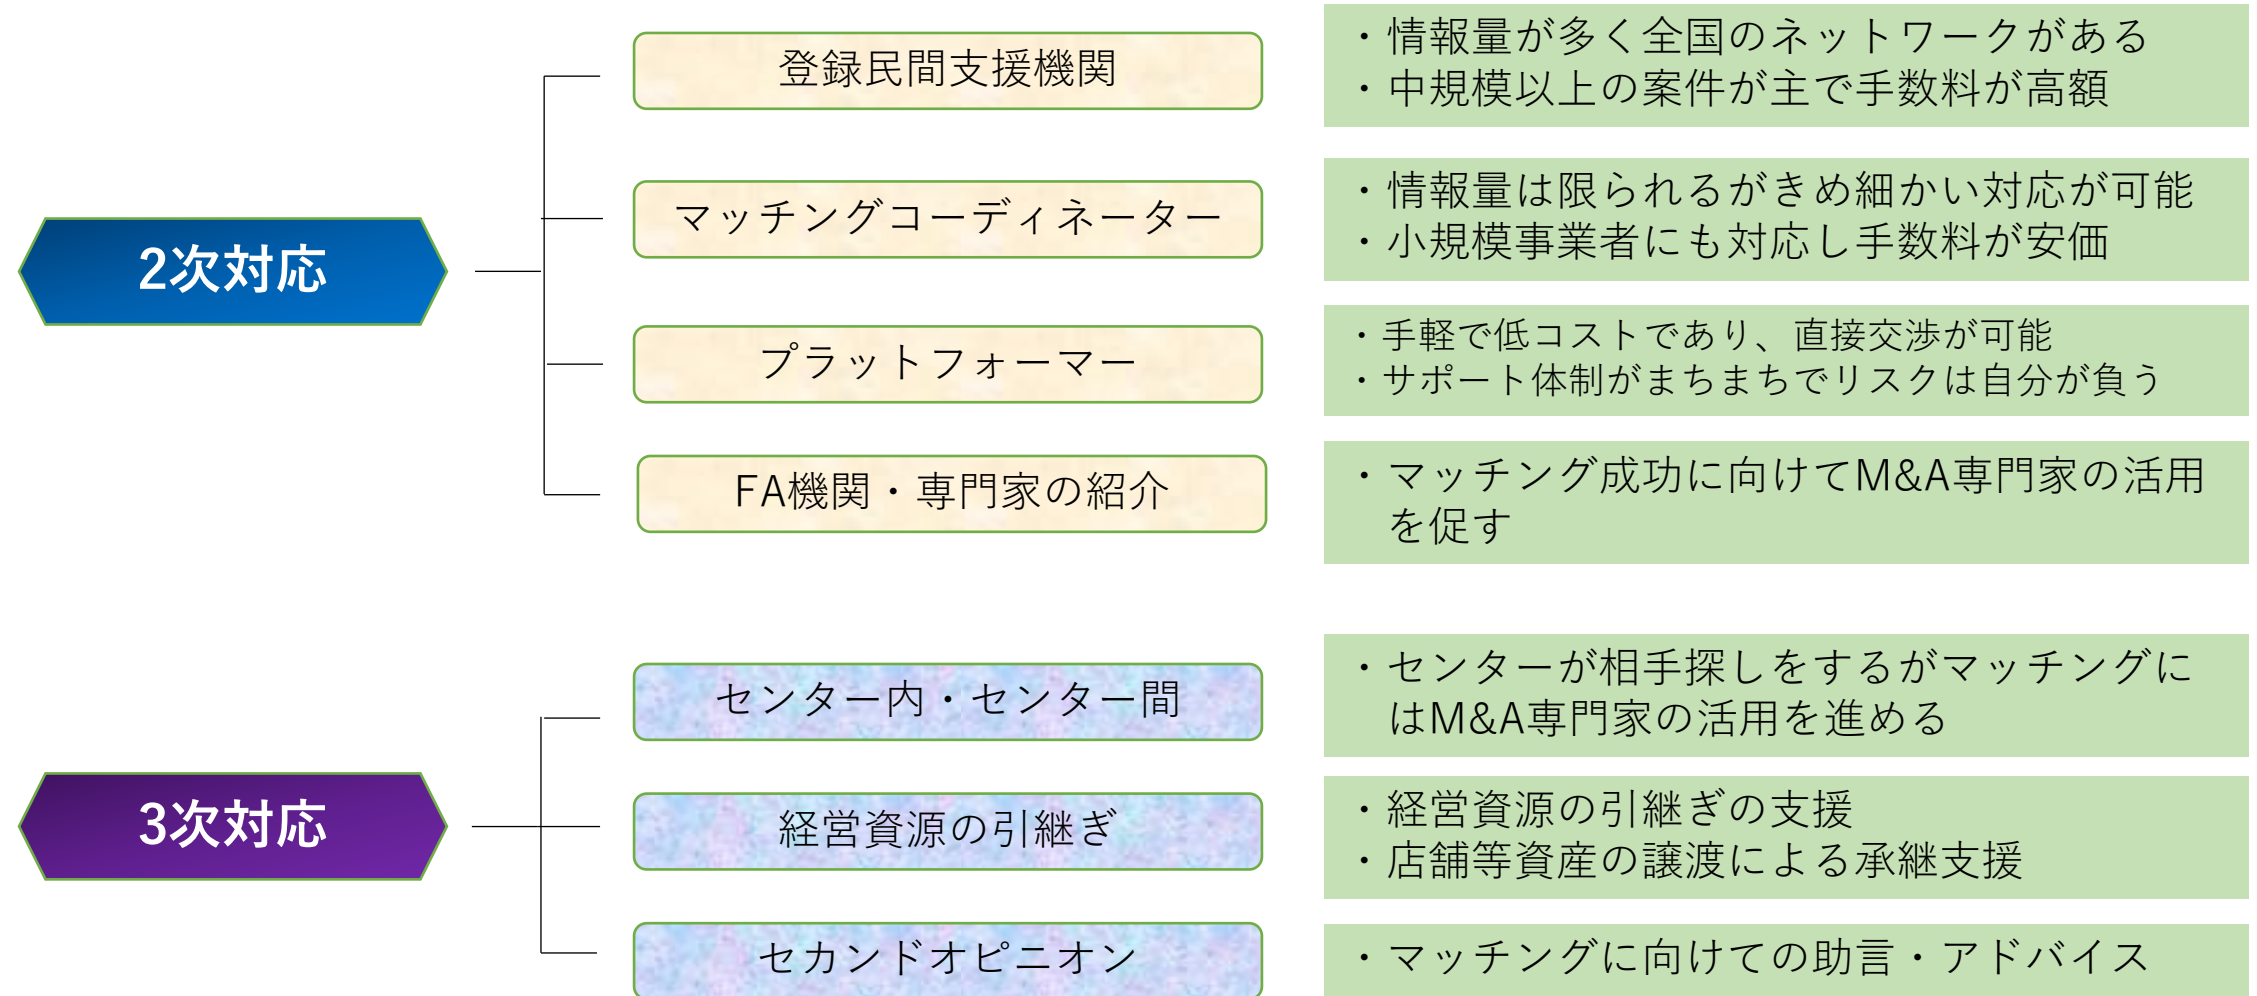 2次対応
登録民間支援機関
・情報量が多く全国のネットワークがある
・中規模以上の案件が主で手数料が高額
マッチングコーディネーター
・情報量は限られるがきめ細かい対応が可能
・小規模事業者にも対応し手数料が安価
プラットフォーマー
・手軽で低コストであり、直接交渉が可能
・サポート体制がまちまちでリスクは自分が負う
FA機関・専門家の紹介
・マッチング成功に向けてM&A専門家の活用
を促す
3次対応
センター内・センター間
・センターが相手探しをするがマッチングに
はM&A専門家の活用を進める
経営資源の引継ぎ
・経営資源の引継ぎの支援
・店舗等資産の譲渡による承継支援
セカンドオピニオン
・マッチングに向けての助言・アドバイス